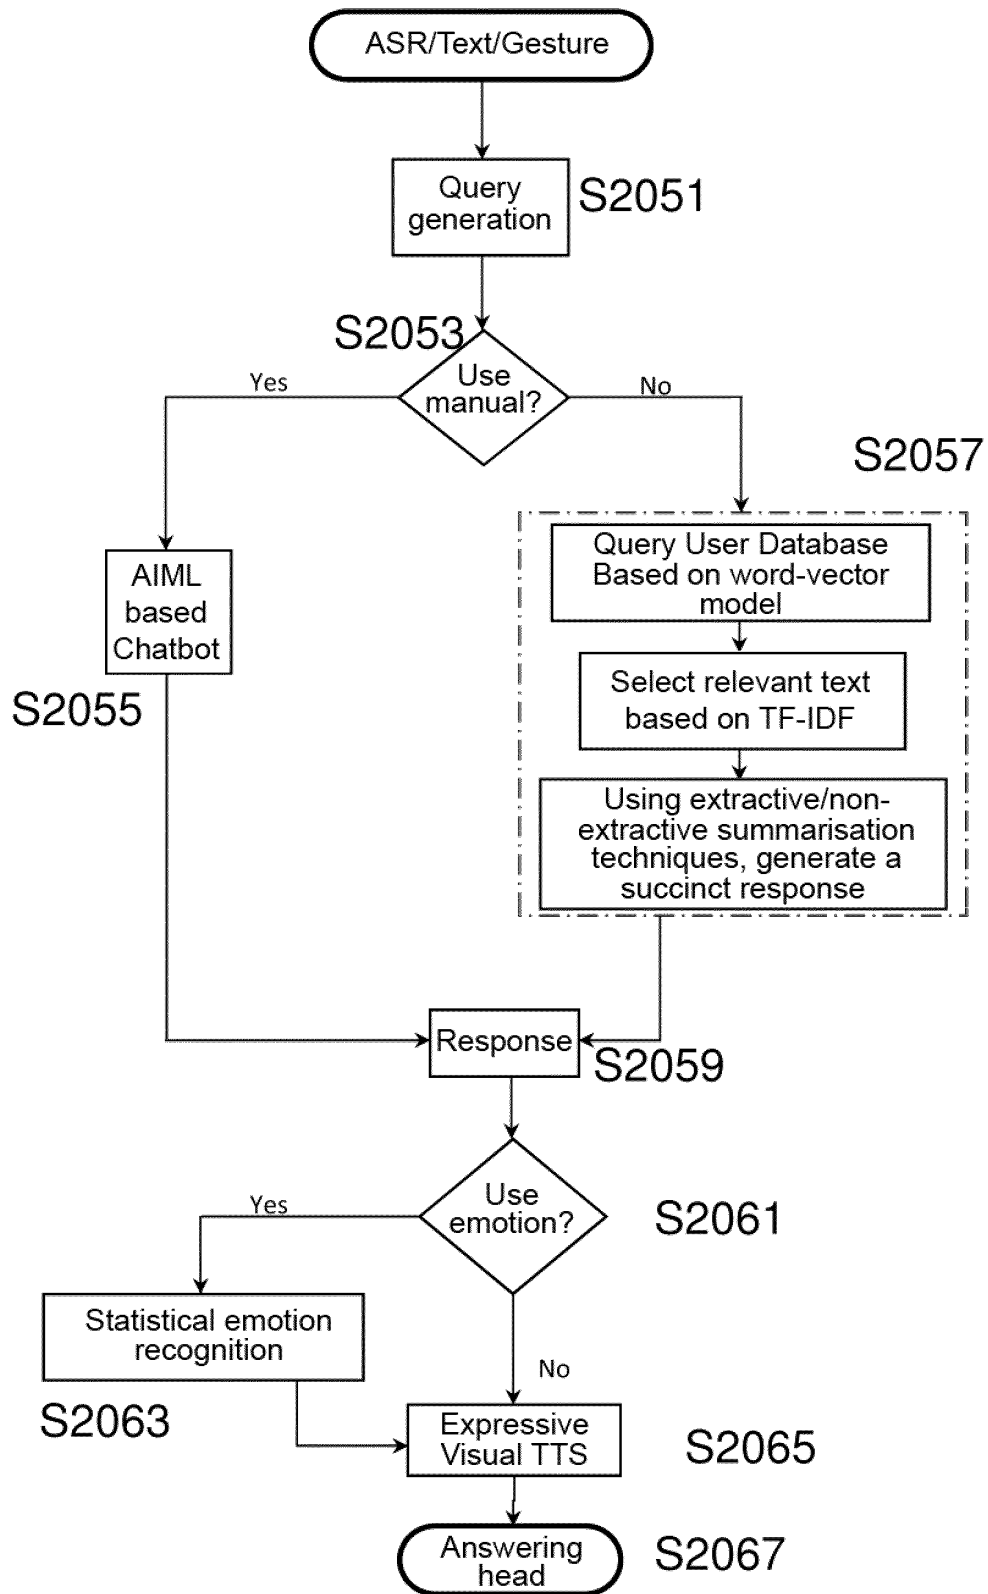 ASR/Text/Gesture
Query
generation
S2051
S2053
Use
manual?
Yes
No
S2057
AIML
based
Chatbot
S2055
Query User Database
Based on word-vector
model
Select relevant text
based on TF-IDF
Using extractive/non-
extractive summarisation
techniques, generate a
succinct response
Response
S2059
Use
emotion?
S2061
Yes
No
Statistical emotion
recognition
S2063
Expressive
Visual TTS
S2065
Answering
head
S2067